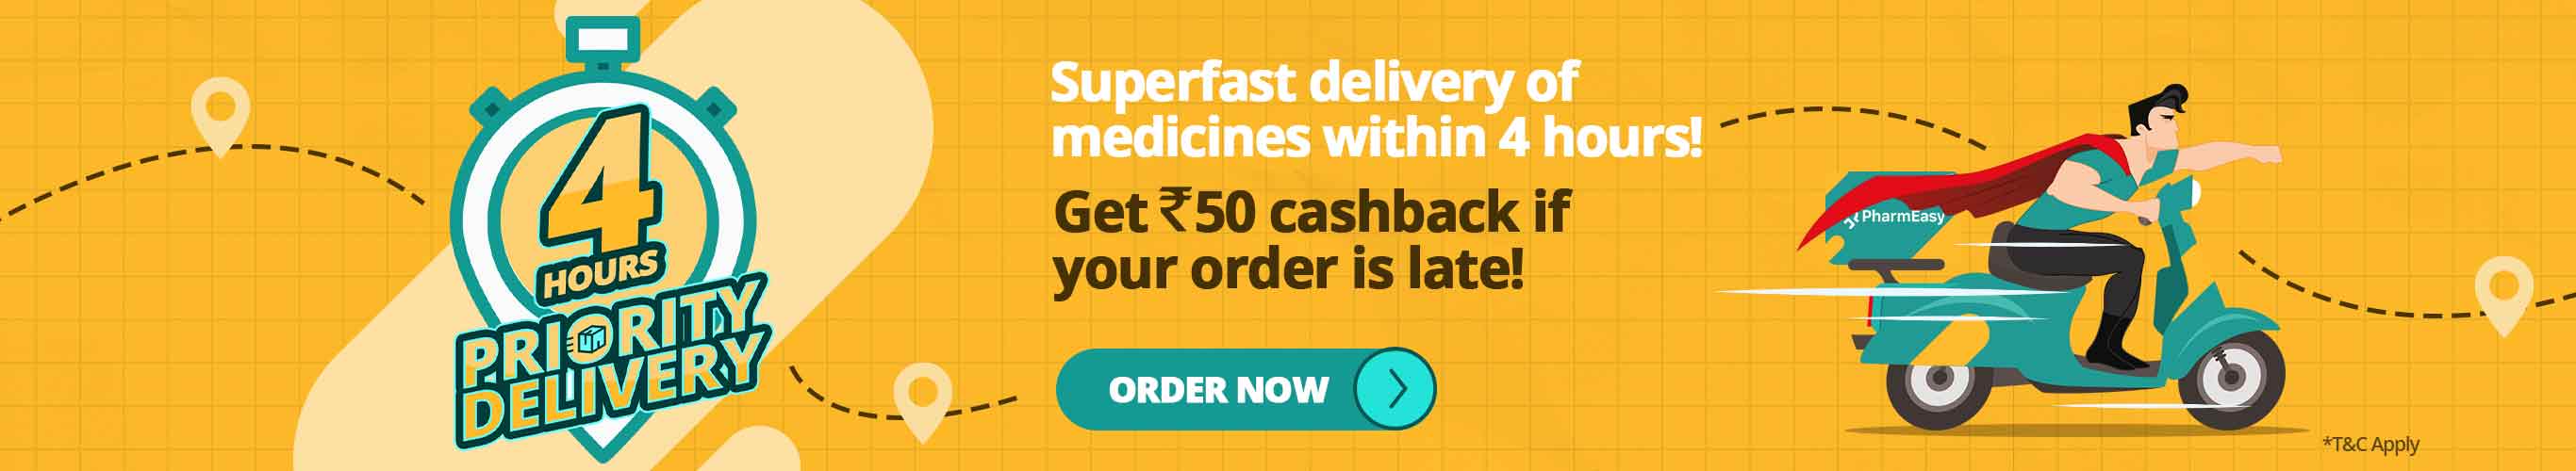 4
HOURS
PRIORITY
DELIVERY
Superfast delivery of
medicines within 4 hours!
Get ₹50 cashback if
your order is late!
ORDER NOW
PharmEasy
*T&C Apply